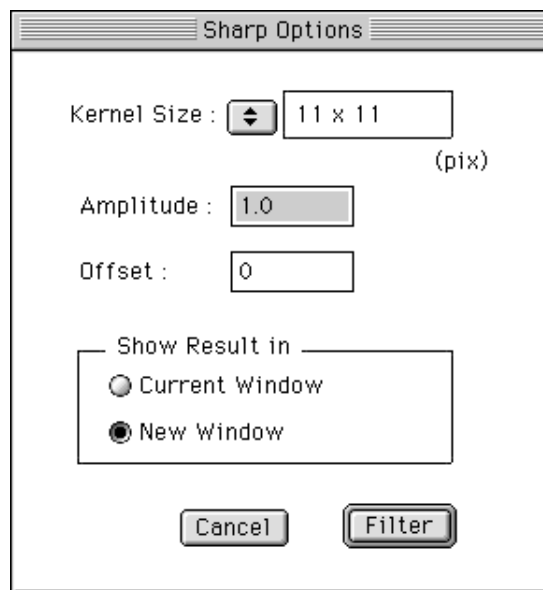 Sharp Options
Kernel Size : 11 x 11
(pix)
Amplitude : 1.0
Offset : 0
Show Result in
Current Window
New Window
Cancel Filter